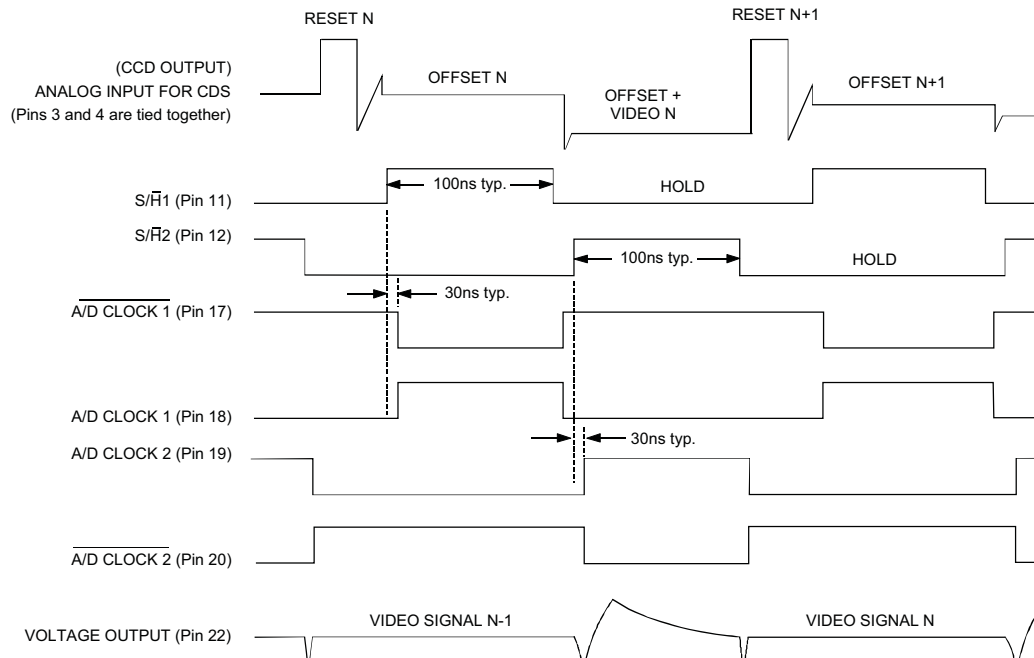 RESET N
RESET N+1
(CCD OUTPUT)
ANALOG INPUT FOR CDS
(Pins 3 and 4 are tied together)
OFFSET N
OFFSET +
VIDEO N
OFFSET N+1
S/H̅1 (Pin 11)
100ns typ.
HOLD
S/H̅2 (Pin 12)
100ns typ.
HOLD
30ns typ.
A/D CLOCK 1 (Pin 17)
A/D CLOCK 1 (Pin 18)
30ns typ.
A/D CLOCK 2 (Pin 19)
A/D CLOCK 2 (Pin 20)
VOLTAGE OUTPUT (Pin 22)
VIDEO SIGNAL N-1
VIDEO SIGNAL N